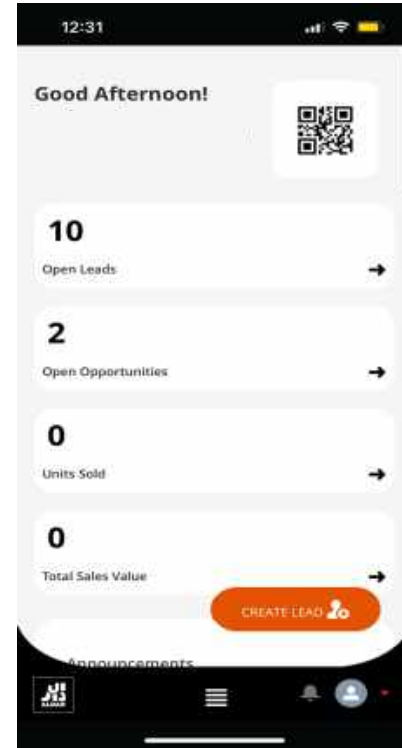 12:31
Good Afternoon!
10
Open Leads
2
Open Opportunities
0
Units Sold
0
Total Sales Value
CREATE LEAD
Announcements